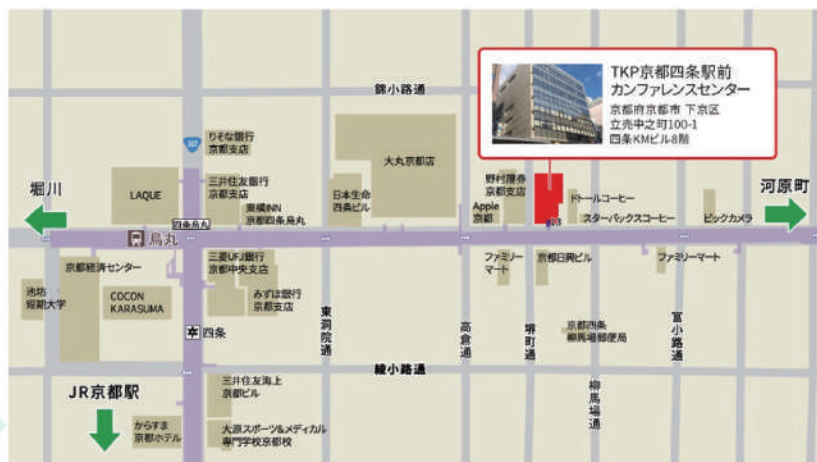 TKP京都四条駅前
カンファレンスセンター
京都府京都市 下京区
立売中之町100-1
四条KMビル8階
錦小路通
367
りそな銀行
京都支店
大丸京都店
堀川
LAQUE
三井住友銀行
京都支店
東横INN
京都四条烏丸
日本生命
四条ビル
野村證券
京都支店
Apple
京都
ドトールコーヒー
スターバックスコーヒー
ビックカメラ
河原町
四条烏丸
烏丸
京都経済センター
三菱UFJ銀行
京都中央支店
ファミリー
マート
京都日興ビル
ファミリーマート
池坊
短期大学
COCON
KARASUMA
みずほ銀行
京都支店
四条
東洞院通
高倉通
堺町通
京都四条
柳馬場郵便局
富小路通
柳馬場通
綾小路通
JR京都駅
三井住友海上
京都ビル
からすま
京都ホテル
大原スポーツ&メディカル
専門学校京都校